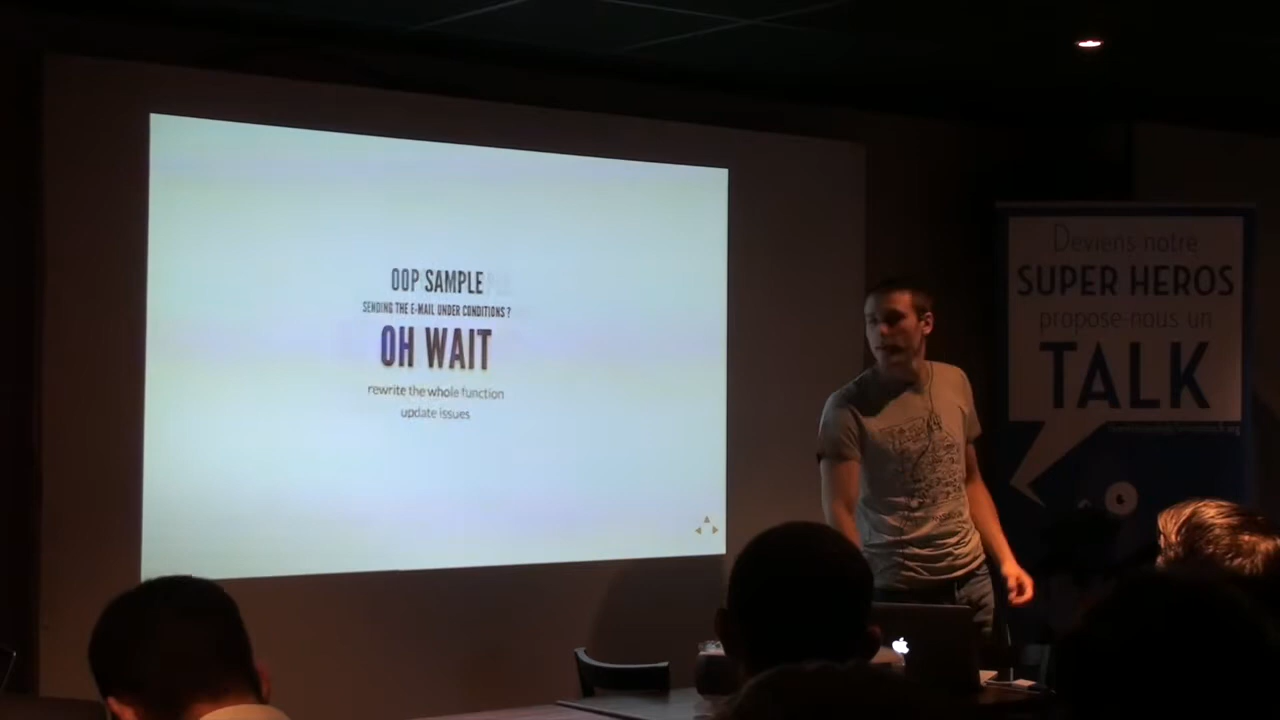 OOP SAMPLE
SENDING THE E-MAIL UNDER CONDITIONS ?
OH WAIT
rewrite the whole function
update issues
Deviens notre
SUPER HEROS
propose-nous un
TALK